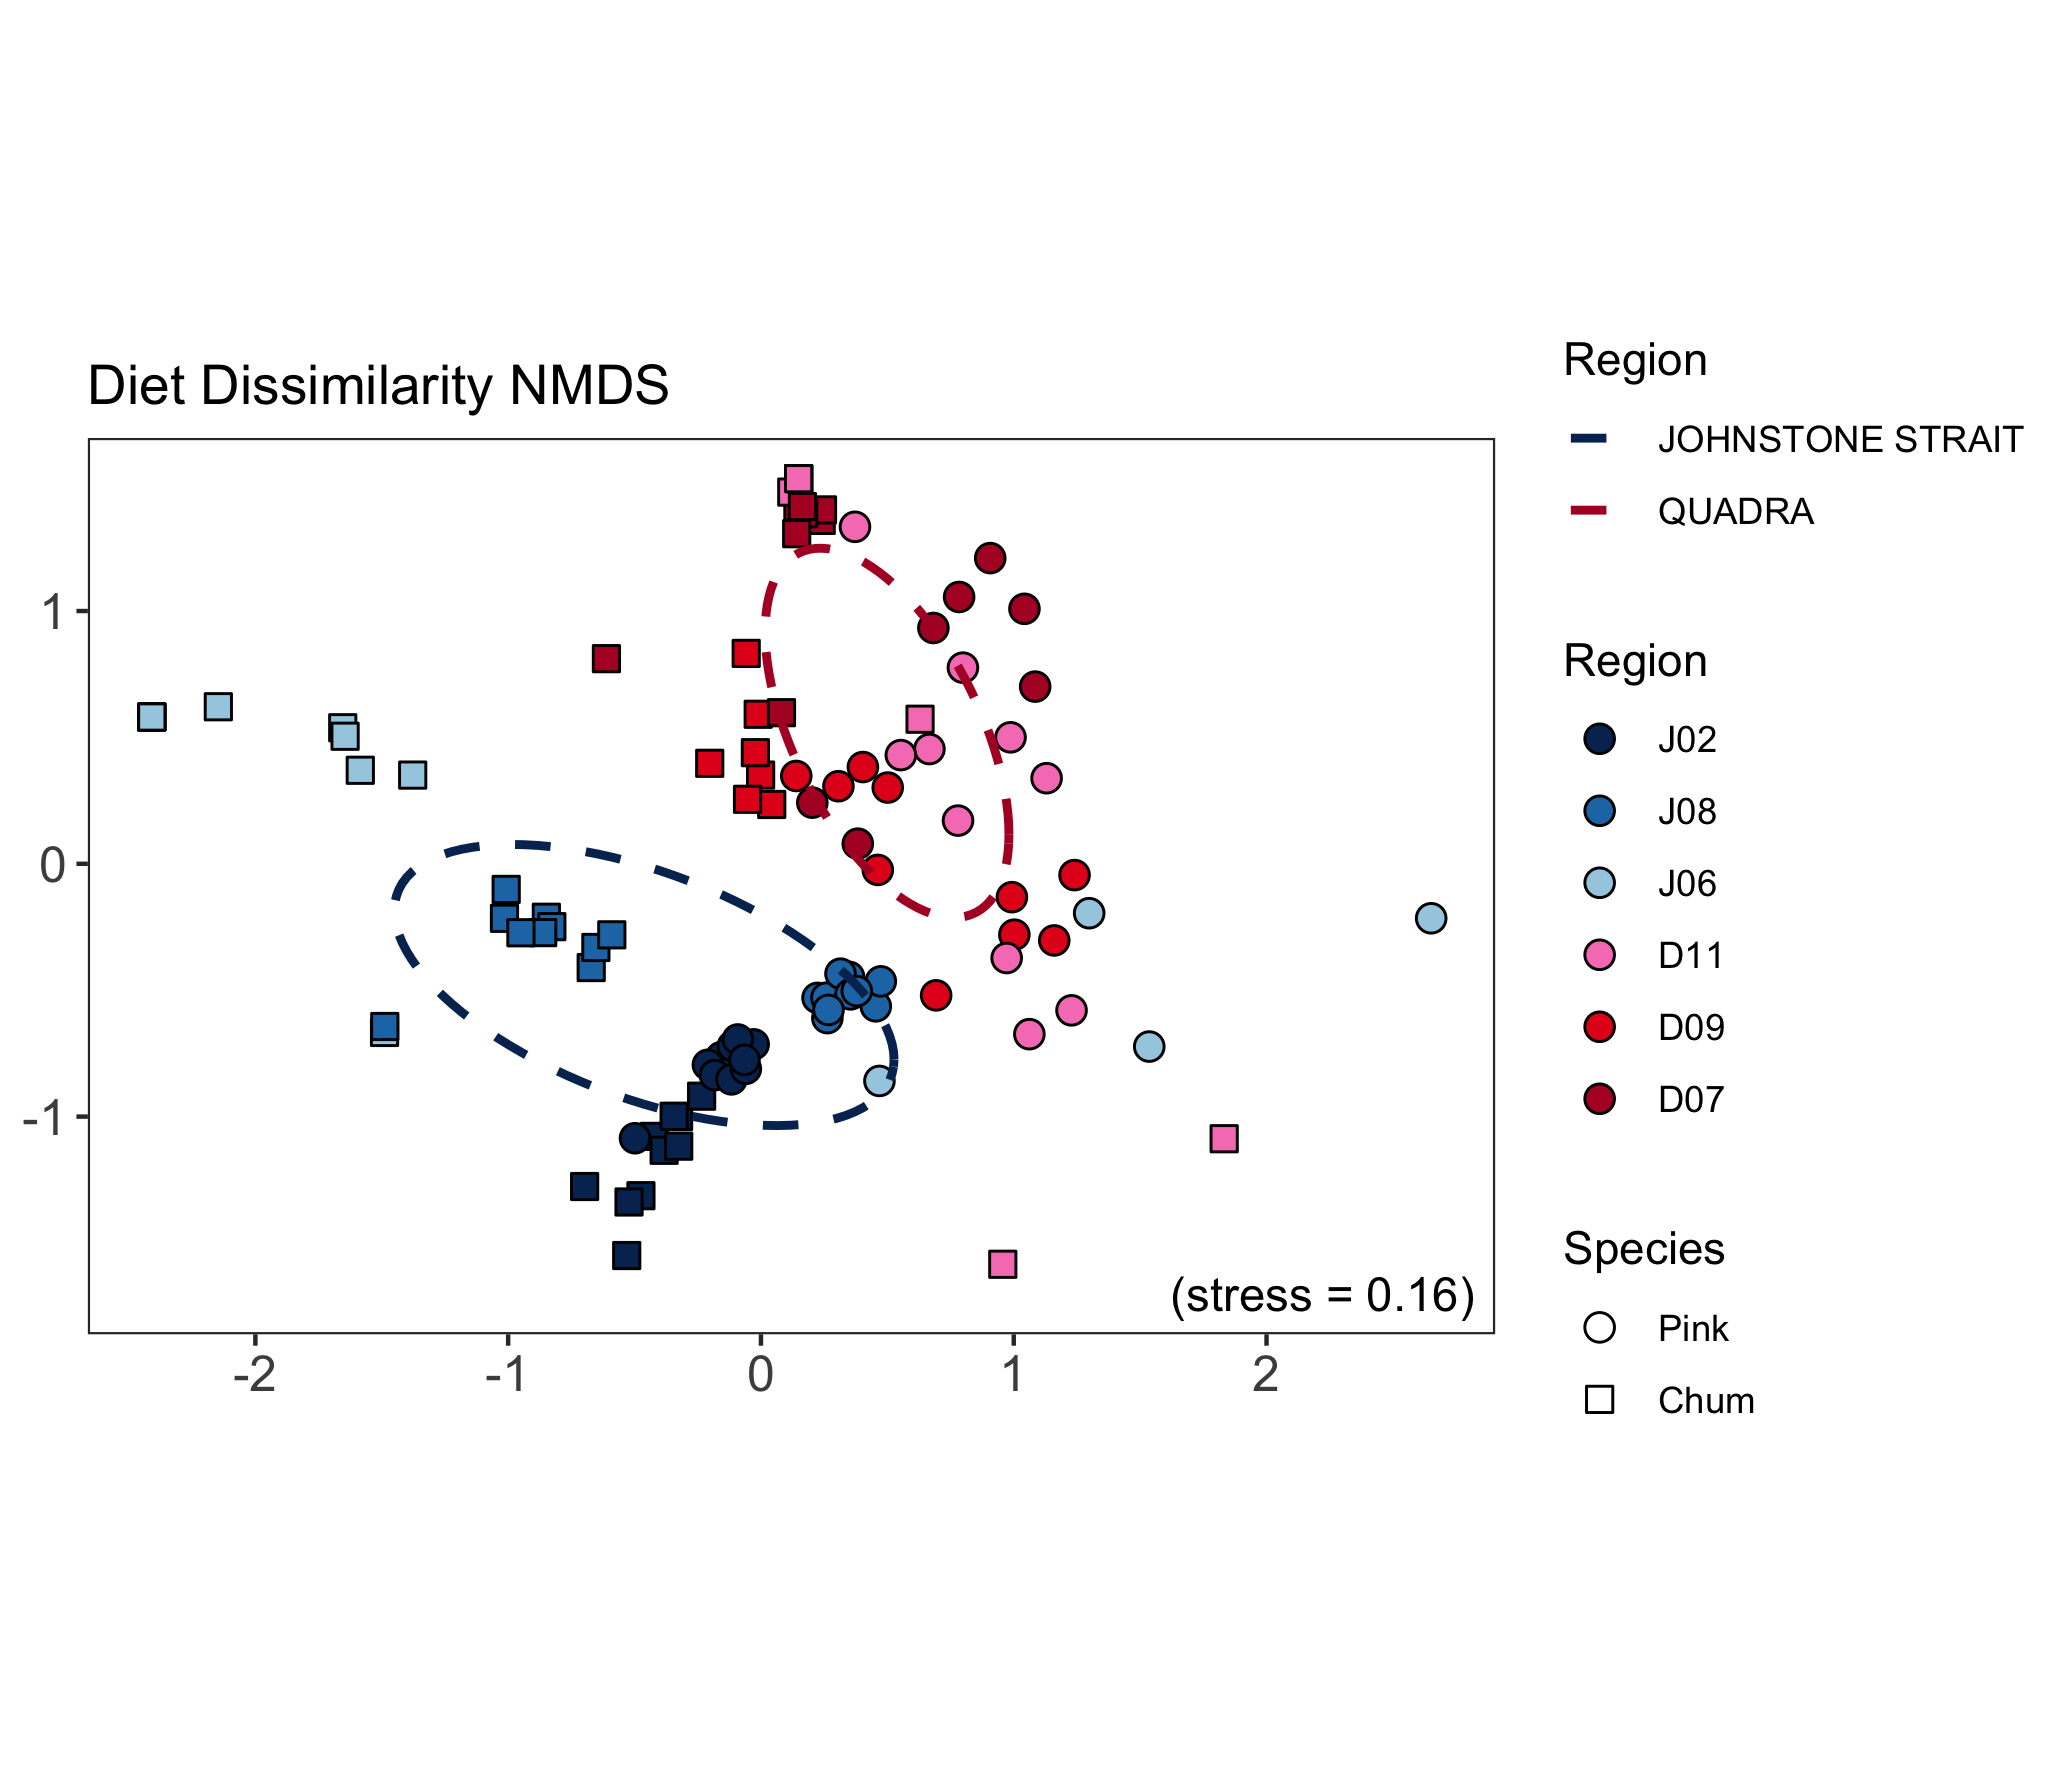 Diet Dissimilarity NMDS
1
0
-1
-2
-1
0
1
2
(stress = 0.16)
Region
JOHNSTONE STRAIT
QUADRA
Region
J02
J08
J06
D11
D09
D07
Species
Pink
Chum